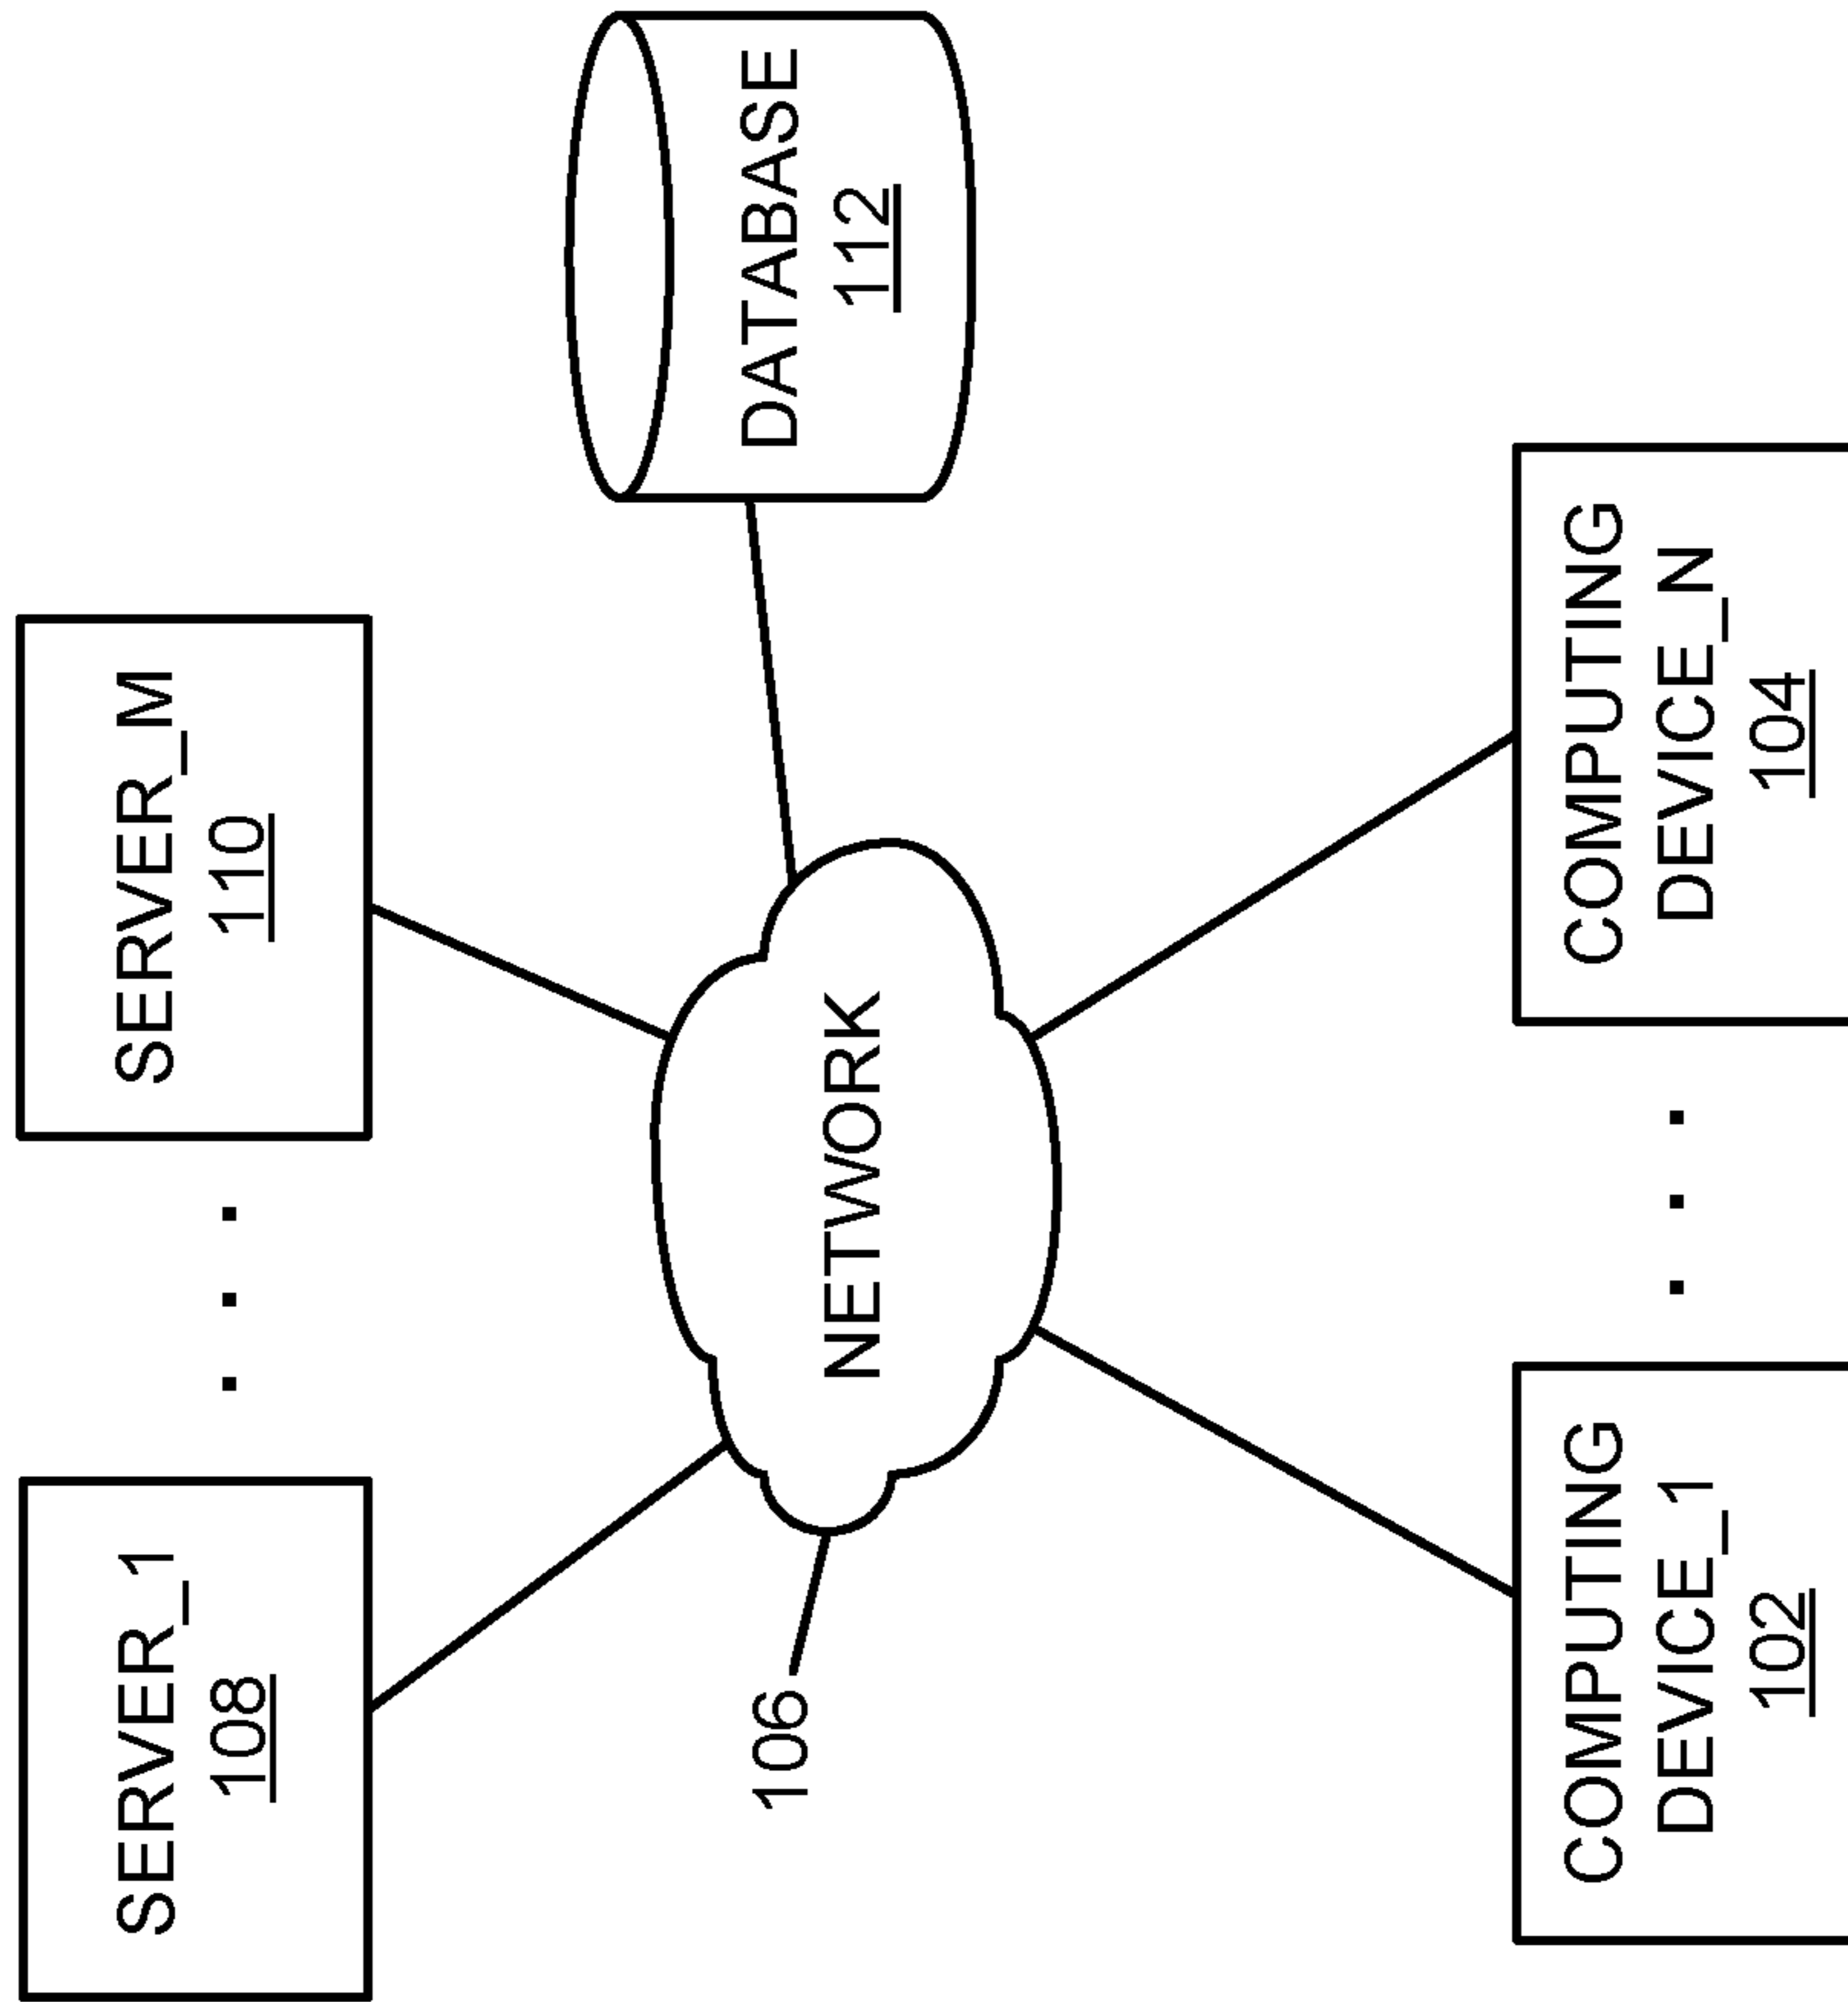 SERVER_1
108
SERVER_M
110
DATABASE
112
NETWORK
106
COMPUTING
DEVICE_1
102
COMPUTING
DEVICE_N
104